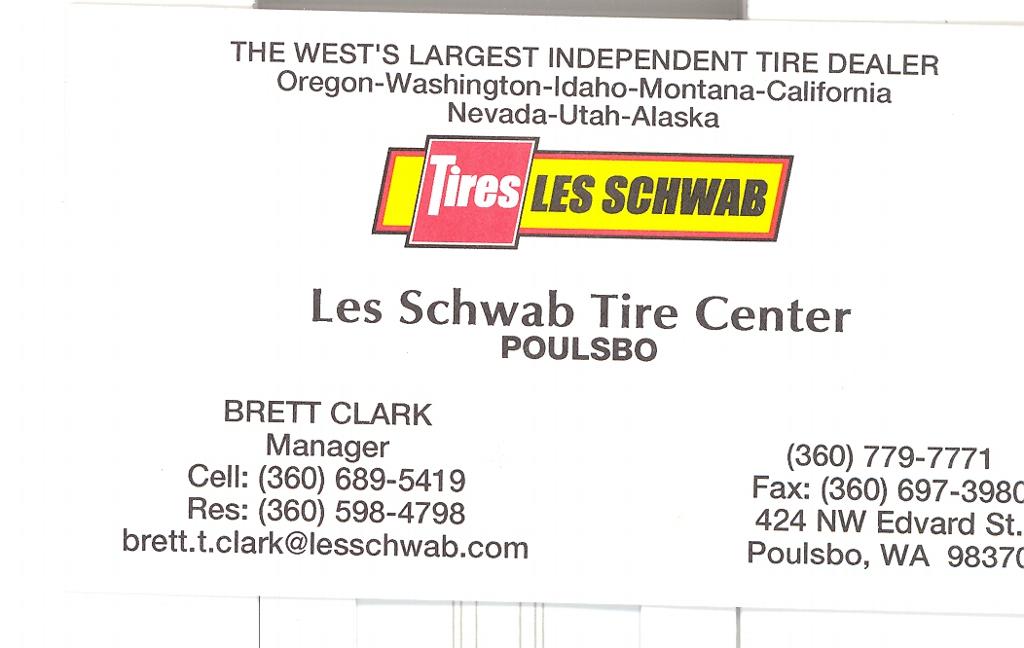 THE WEST'S LARGEST INDEPENDENT TIRE DEALER
Oregon-Washington-Idaho-Montana-California
Nevada-Utah-Alaska
Tires LES SCHWAB
Les Schwab Tire Center
POULSBO
BRETT CLARK
Manager
Cell: (360) 689-5419
Res: (360) 598-4798
brett.t.clark@lesschwab.com
(360) 779-7771
Fax: (360) 697-3980
424 NW Edvard St.
Poulsbo, WA 98370